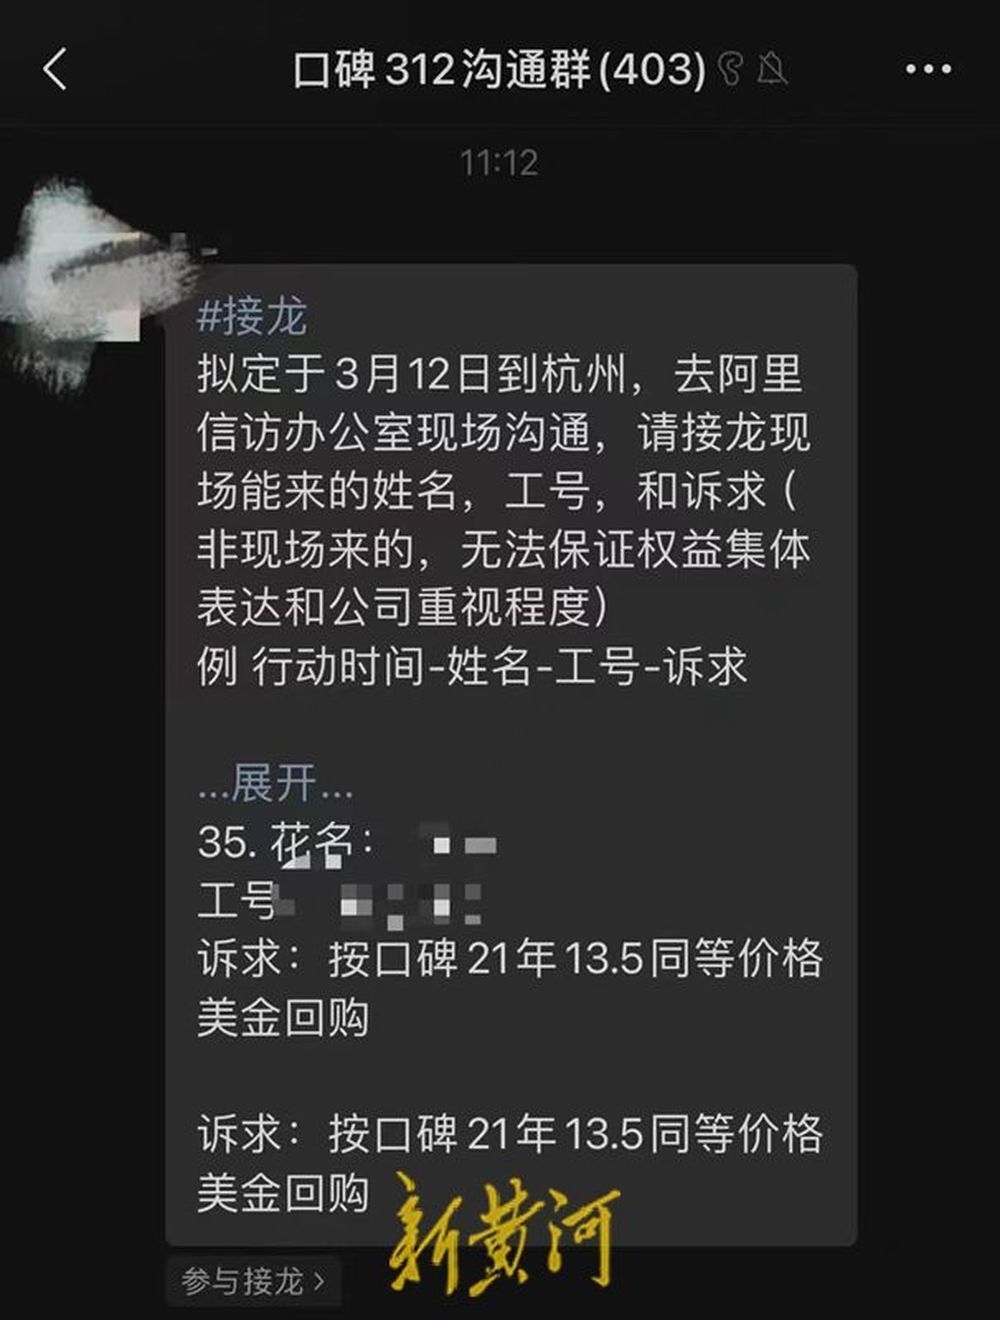 口碑312沟通群(403)
11:12
#接龙
拟定于3月12日到杭州，去阿里
信访办公室现场沟通，请接龙现
场能来的姓名，工号，和诉求（
非现场来的，无法保证权益集体
表达和公司重视程度）
例 行动时间-姓名-工号-诉求
...展开...
35. 花名：
工号
诉求：按口碑21年13.5同等价格
美金回购
诉求：按口碑21年13.5同等价格
美金回购
新黄河
参与接龙